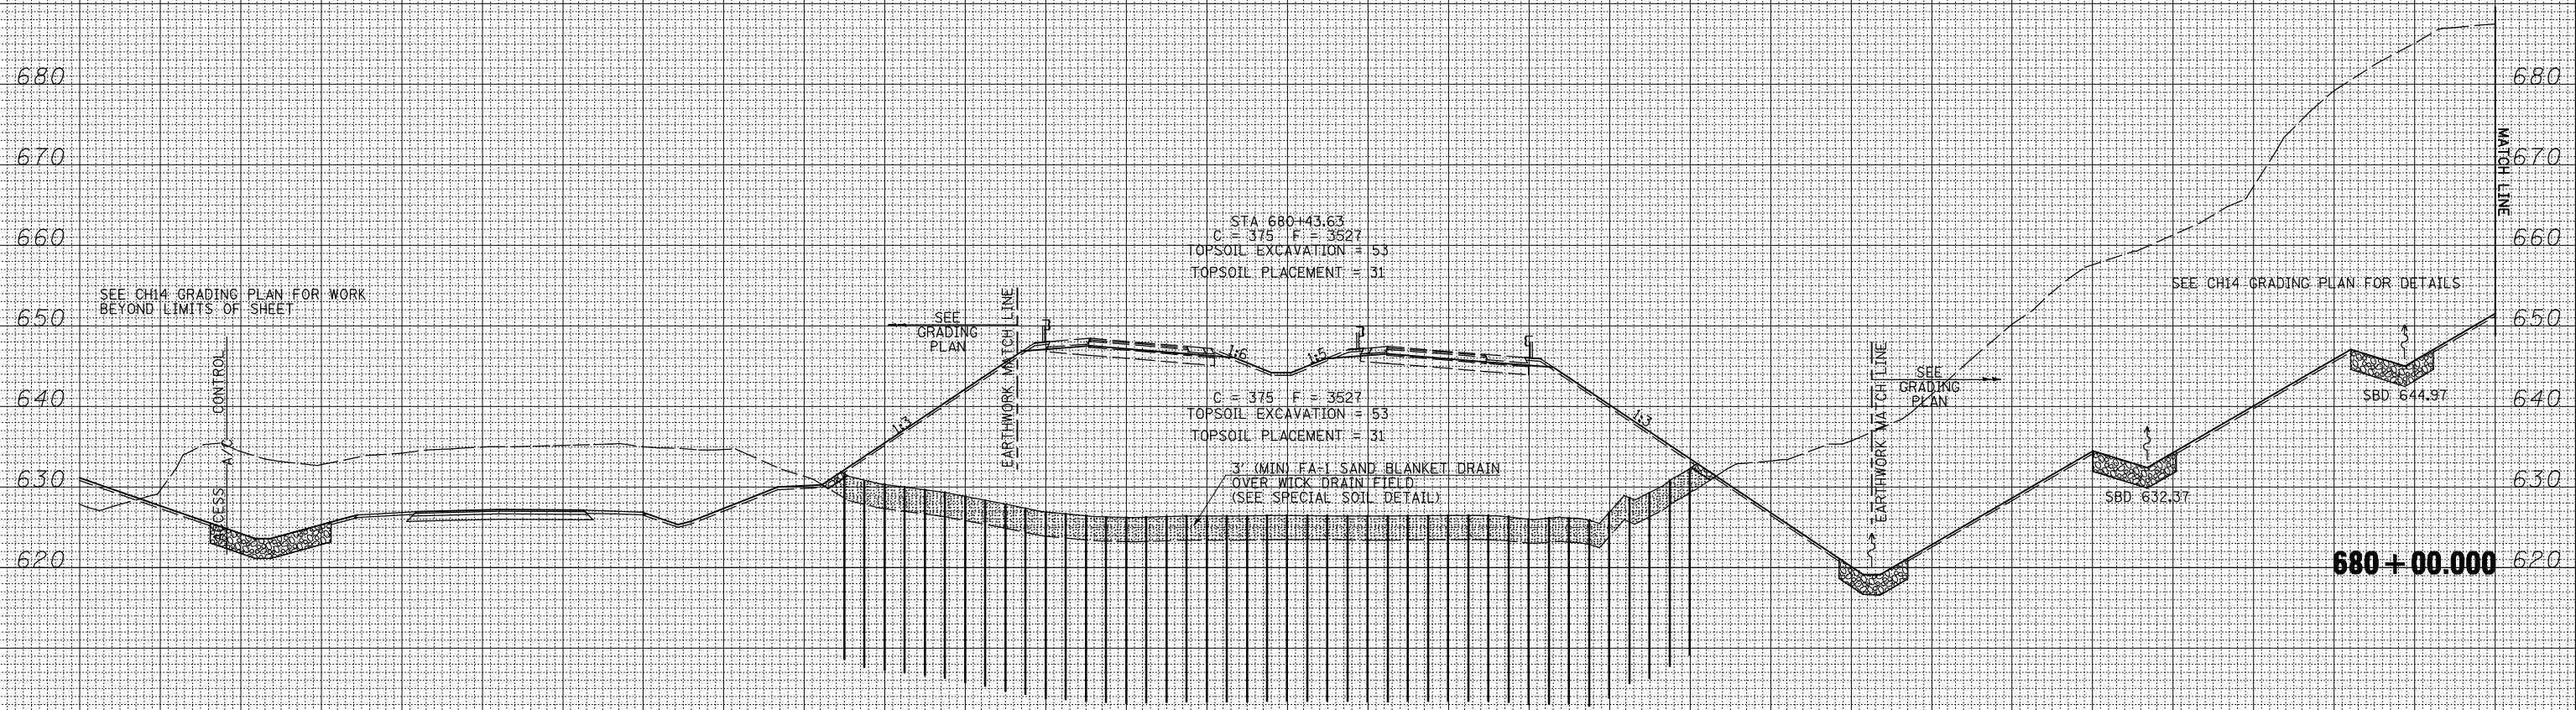 680
670
660
650
640
630
620
SEE CH14 GRADING PLAN FOR WORK
BEYOND LIMITS OF SHEET
ACCESS A/C CONTROL
SEE
GRADING
PLAN
EARTHWORK MATCH LINE
1:3
STA 680+43.63
C = 375 F = 3527
TOPSOIL EXCAVATION = 53
TOPSOIL PLACEMENT = 31
1:6
1:5
C = 375 F = 3527
TOPSOIL EXCAVATION = 53
TOPSOIL PLACEMENT = 31
3' (MIN) FA-1 SAND BLANKET DRAIN
OVER WICK DRAIN FIELD
(SEE SPECIAL SOIL DETAIL)
1:3
EARTHWORK MATCH LINE
SEE
GRADING
PLAN
SEE CH14 GRADING PLAN FOR DETAILS
SBD 632.37
SBD 644.97
MATCH LINE
680+00.000
680
670
660
650
640
630
620